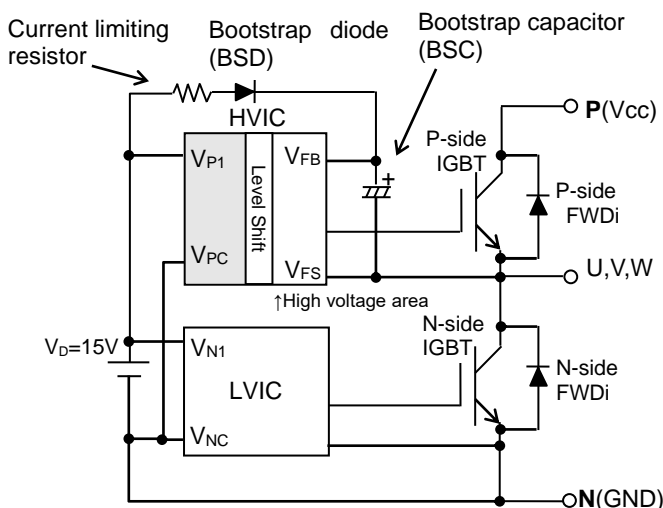 Current limiting
resistor
Bootstrap diode
(BSD)
Bootstrap capacitor
(BSC)
HVIC
P(Vcc)
VP1
Level Shift
VFB
+
P-side
IGBT
P-side
FWDi
VPC
VFS
U,V,W
↑High voltage area
VD=15V
VN1
LVIC
N-side
IGBT
N-side
FWDi
VNC
N(GND)